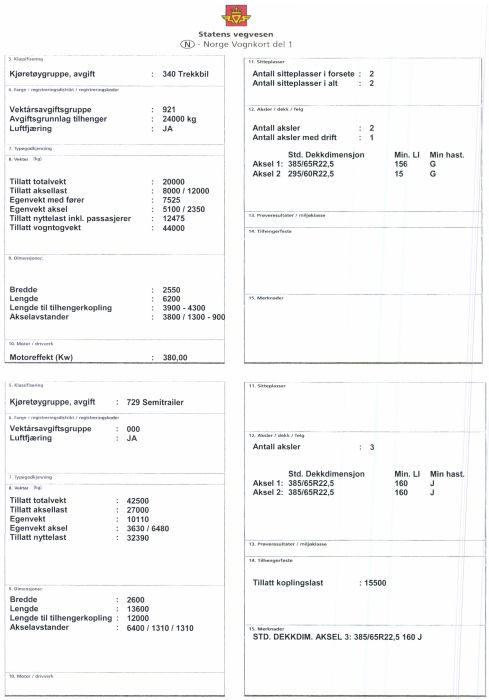 Statens vegvesen
N - Norge Vognkort del 1
5. Klassifisering
Kjøretøygruppe, avgift : 340 Trekkbil
6. Farge / registreringsdistrikt / registreringskoder
Vektårsavgiftsgruppe : 921
Avgiftsgrunnlag tilhenger : 24000 kg
Luftfjæring : JA
7. Typegodkjenning
8. Vekter (kg)
Tillatt totalvekt : 20000
Tillatt aksellast : 8000 / 12000
Egenvekt med fører : 7525
Egenvekt aksel : 5100 / 2350
Tillatt nyttelast inkl. passasjerer : 12475
Tillatt vogntogvekt : 44000
9. Dimensjoner:
Bredde : 2550
Lengde : 6200
Lengde til tilhengerkopling : 3900 - 4300
Akselavstander : 3800 / 1300 - 900
10. Motor / drivverk
Motoreffekt (Kw) : 380,00
11. Sitteplasser
Antall sitteplasser i forsete : 2
Antall sitteplasser i alt : 2
12. Aksler / dekk / felg
Antall aksler : 2
Antall aksler med drift : 1
Std. Dekkdimensjon Min. LI Min hast.
Aksel 1: 385/65R22,5 156 G
Aksel 2 295/60R22,5 15 G
13. Prøveresultater / miljøklasse
14. Tilhengerfeste
15. Merknader
5. Klassifisering
Kjøretøygruppe, avgift : 729 Semitrailer
6. Farge / registreringsdistrikt / registreringskoder
Vektårsavgiftsgruppe : 000
Luftfjæring : JA
7. Typegodkjenning
8. Vekter (kg)
Tillatt totalvekt : 42500
Tillatt aksellast : 27000
Egenvekt : 10110
Egenvekt aksel : 3630 / 6480
Tillatt nyttelast : 32390
9. Dimensjoner:
Bredde : 2600
Lengde : 13600
Lengde til tilhengerkopling : 12000
Akselavstander : 6400 / 1310 / 1310
10. Motor / drivverk
11. Sitteplasser
12. Aksler / dekk / felg
Antall aksler : 3
Std. Dekkdimensjon Min. LI Min hast.
Aksel 1: 385/65R22,5 160 J
Aksel 2: 385/65R22,5 160 J
13. Prøveresultater / miljøklasse
14. Tilhengerfeste
Tillatt koplingslast : 15500
15. Merknader
STD. DEKKDIM. AKSEL 3: 385/65R22,5 160 J